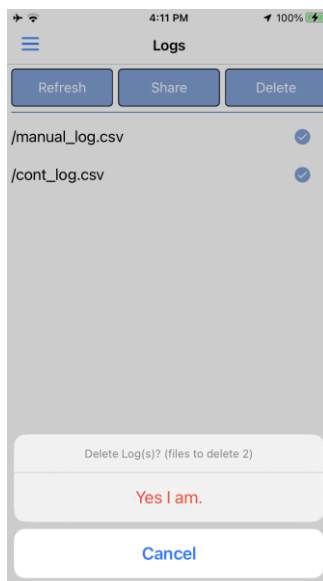 4:11 PM
100%
Logs
Refresh Share Delete
/manual_log.csv
/cont_log.csv
Delete Log(s)? (files to delete 2)
Yes I am.
Cancel